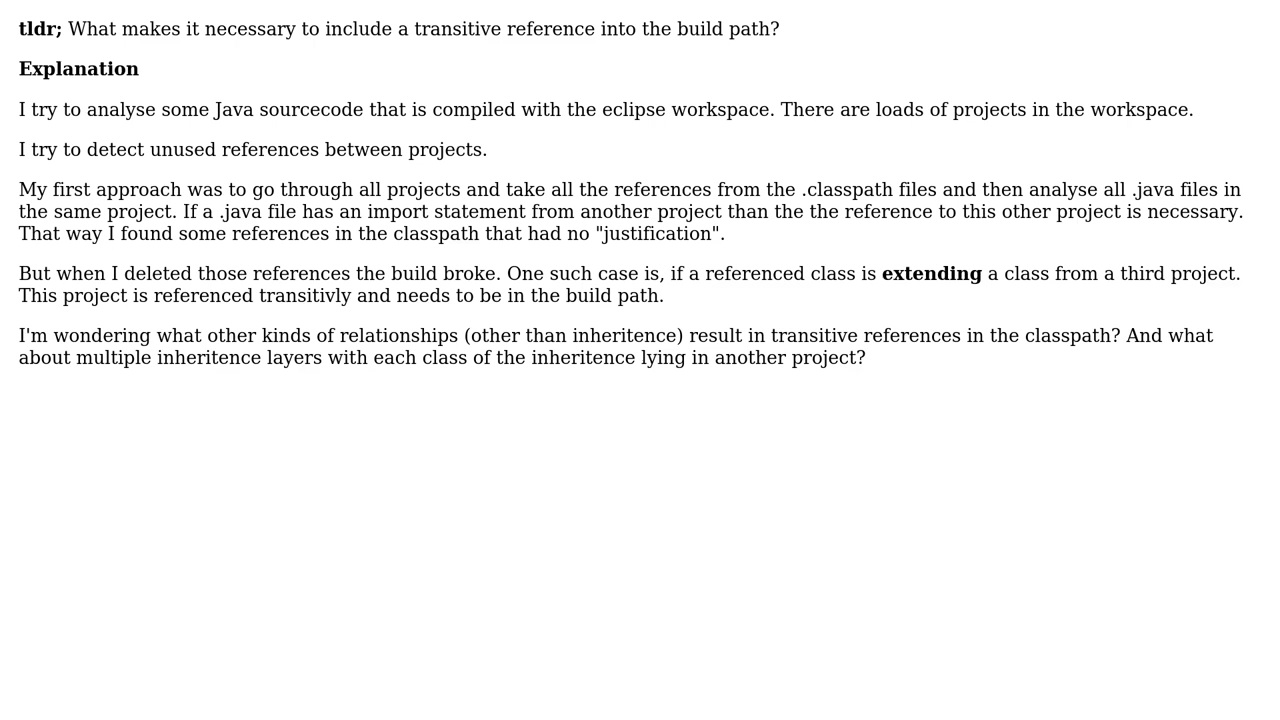 tldr; What makes it necessary to include a transitive reference into the build path?
Explanation
I try to analyse some Java sourcecode that is compiled with the eclipse workspace. There are loads of projects in the workspace.
I try to detect unused references between projects.
My first approach was to go through all projects and take all the references from the .classpath files and then analyse all .java files in
the same project. If a .java file has an import statement from another project than the the reference to this other project is necessary.
That way I found some references in the classpath that had no "justification".
But when I deleted those references the build broke. One such case is, if a referenced class is extending a class from a third project.
This project is referenced transitivly and needs to be in the build path.
I'm wondering what other kinds of relationships (other than inheritence) result in transitive references in the classpath? And what
about multiple inheritence layers with each class of the inheritence lying in another project?